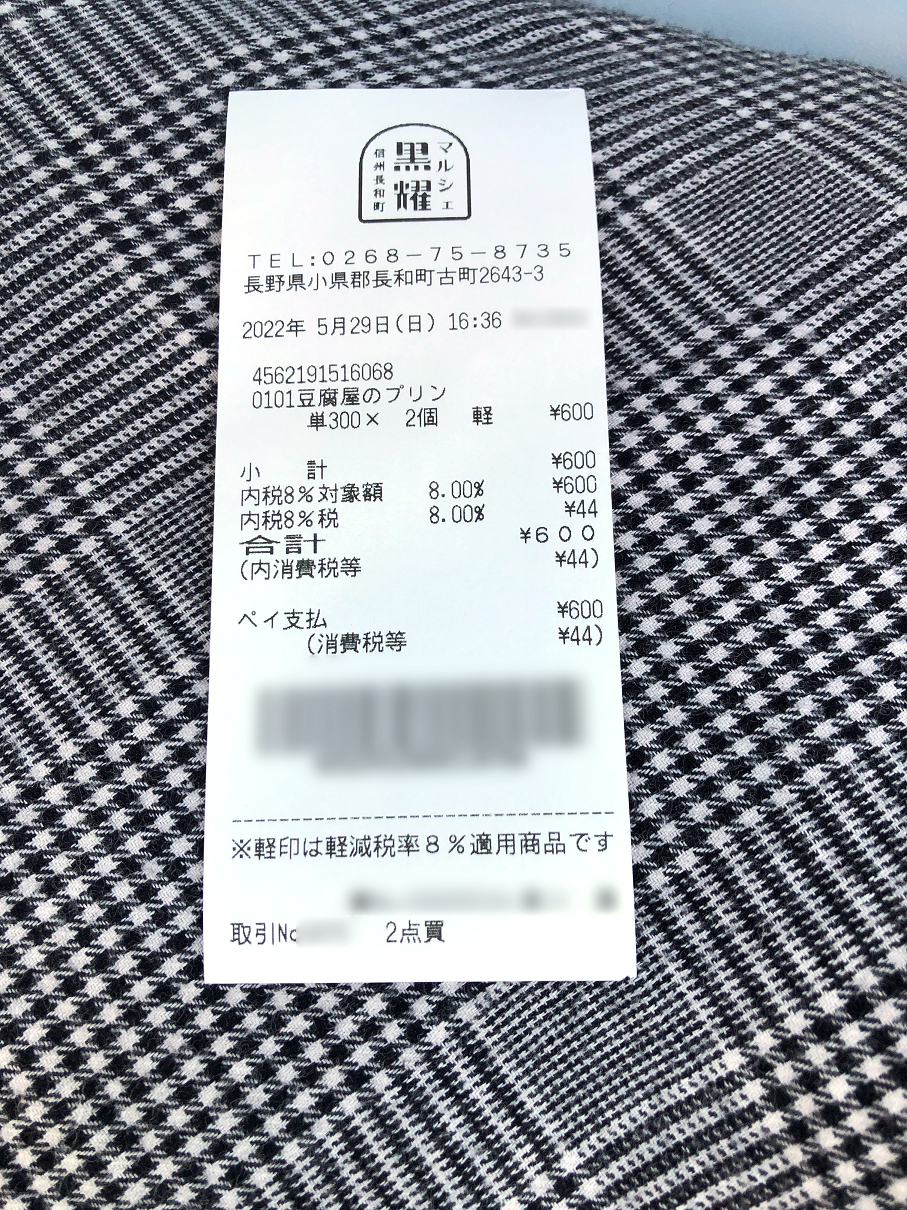 マルシェ
黒耀
信州長和町
TEL:0268-75-8735
長野県小県郡長和町古町2643-3
2022年 5月29日(日) 16:36
4562191516068
0101豆腐屋のプリン
単300× 2個 軽 ¥600
小 計 ¥600
内税8%対象額 8.00% ¥600
内税8%税 8.00% ¥44
合計 ¥600
(内消費税等 ¥44)
ペイ支払 ¥600
(消費税等 ¥44)
※軽印は軽減税率8%適用商品です
取引No 2点買